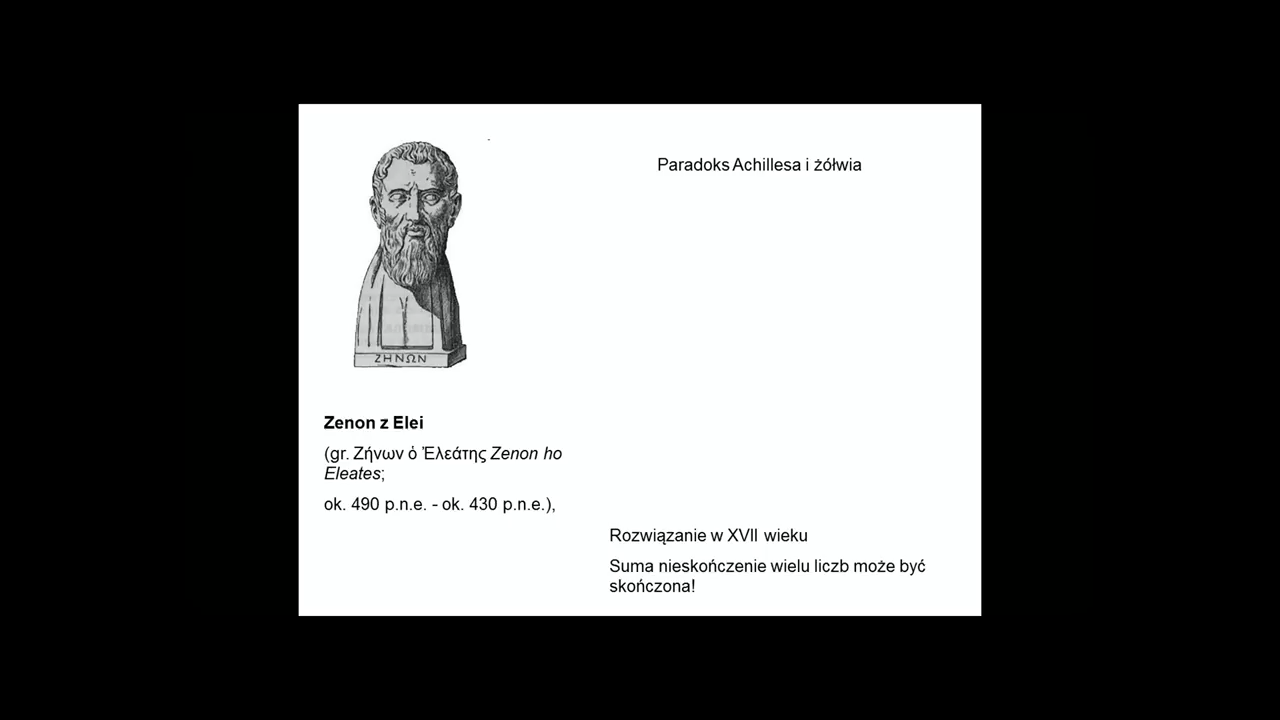 Paradoks Achillesa i żółwia
ΖΗΝΩΝ
Zenon z Elei
(gr. Ζήνων ὁ Ἐλεάτης Zenon ho
Eleates;
ok. 490 p.n.e. - ok. 430 p.n.e.),
Rozwiązanie w XVII wieku
Suma nieskończenie wielu liczb może być
skończona!